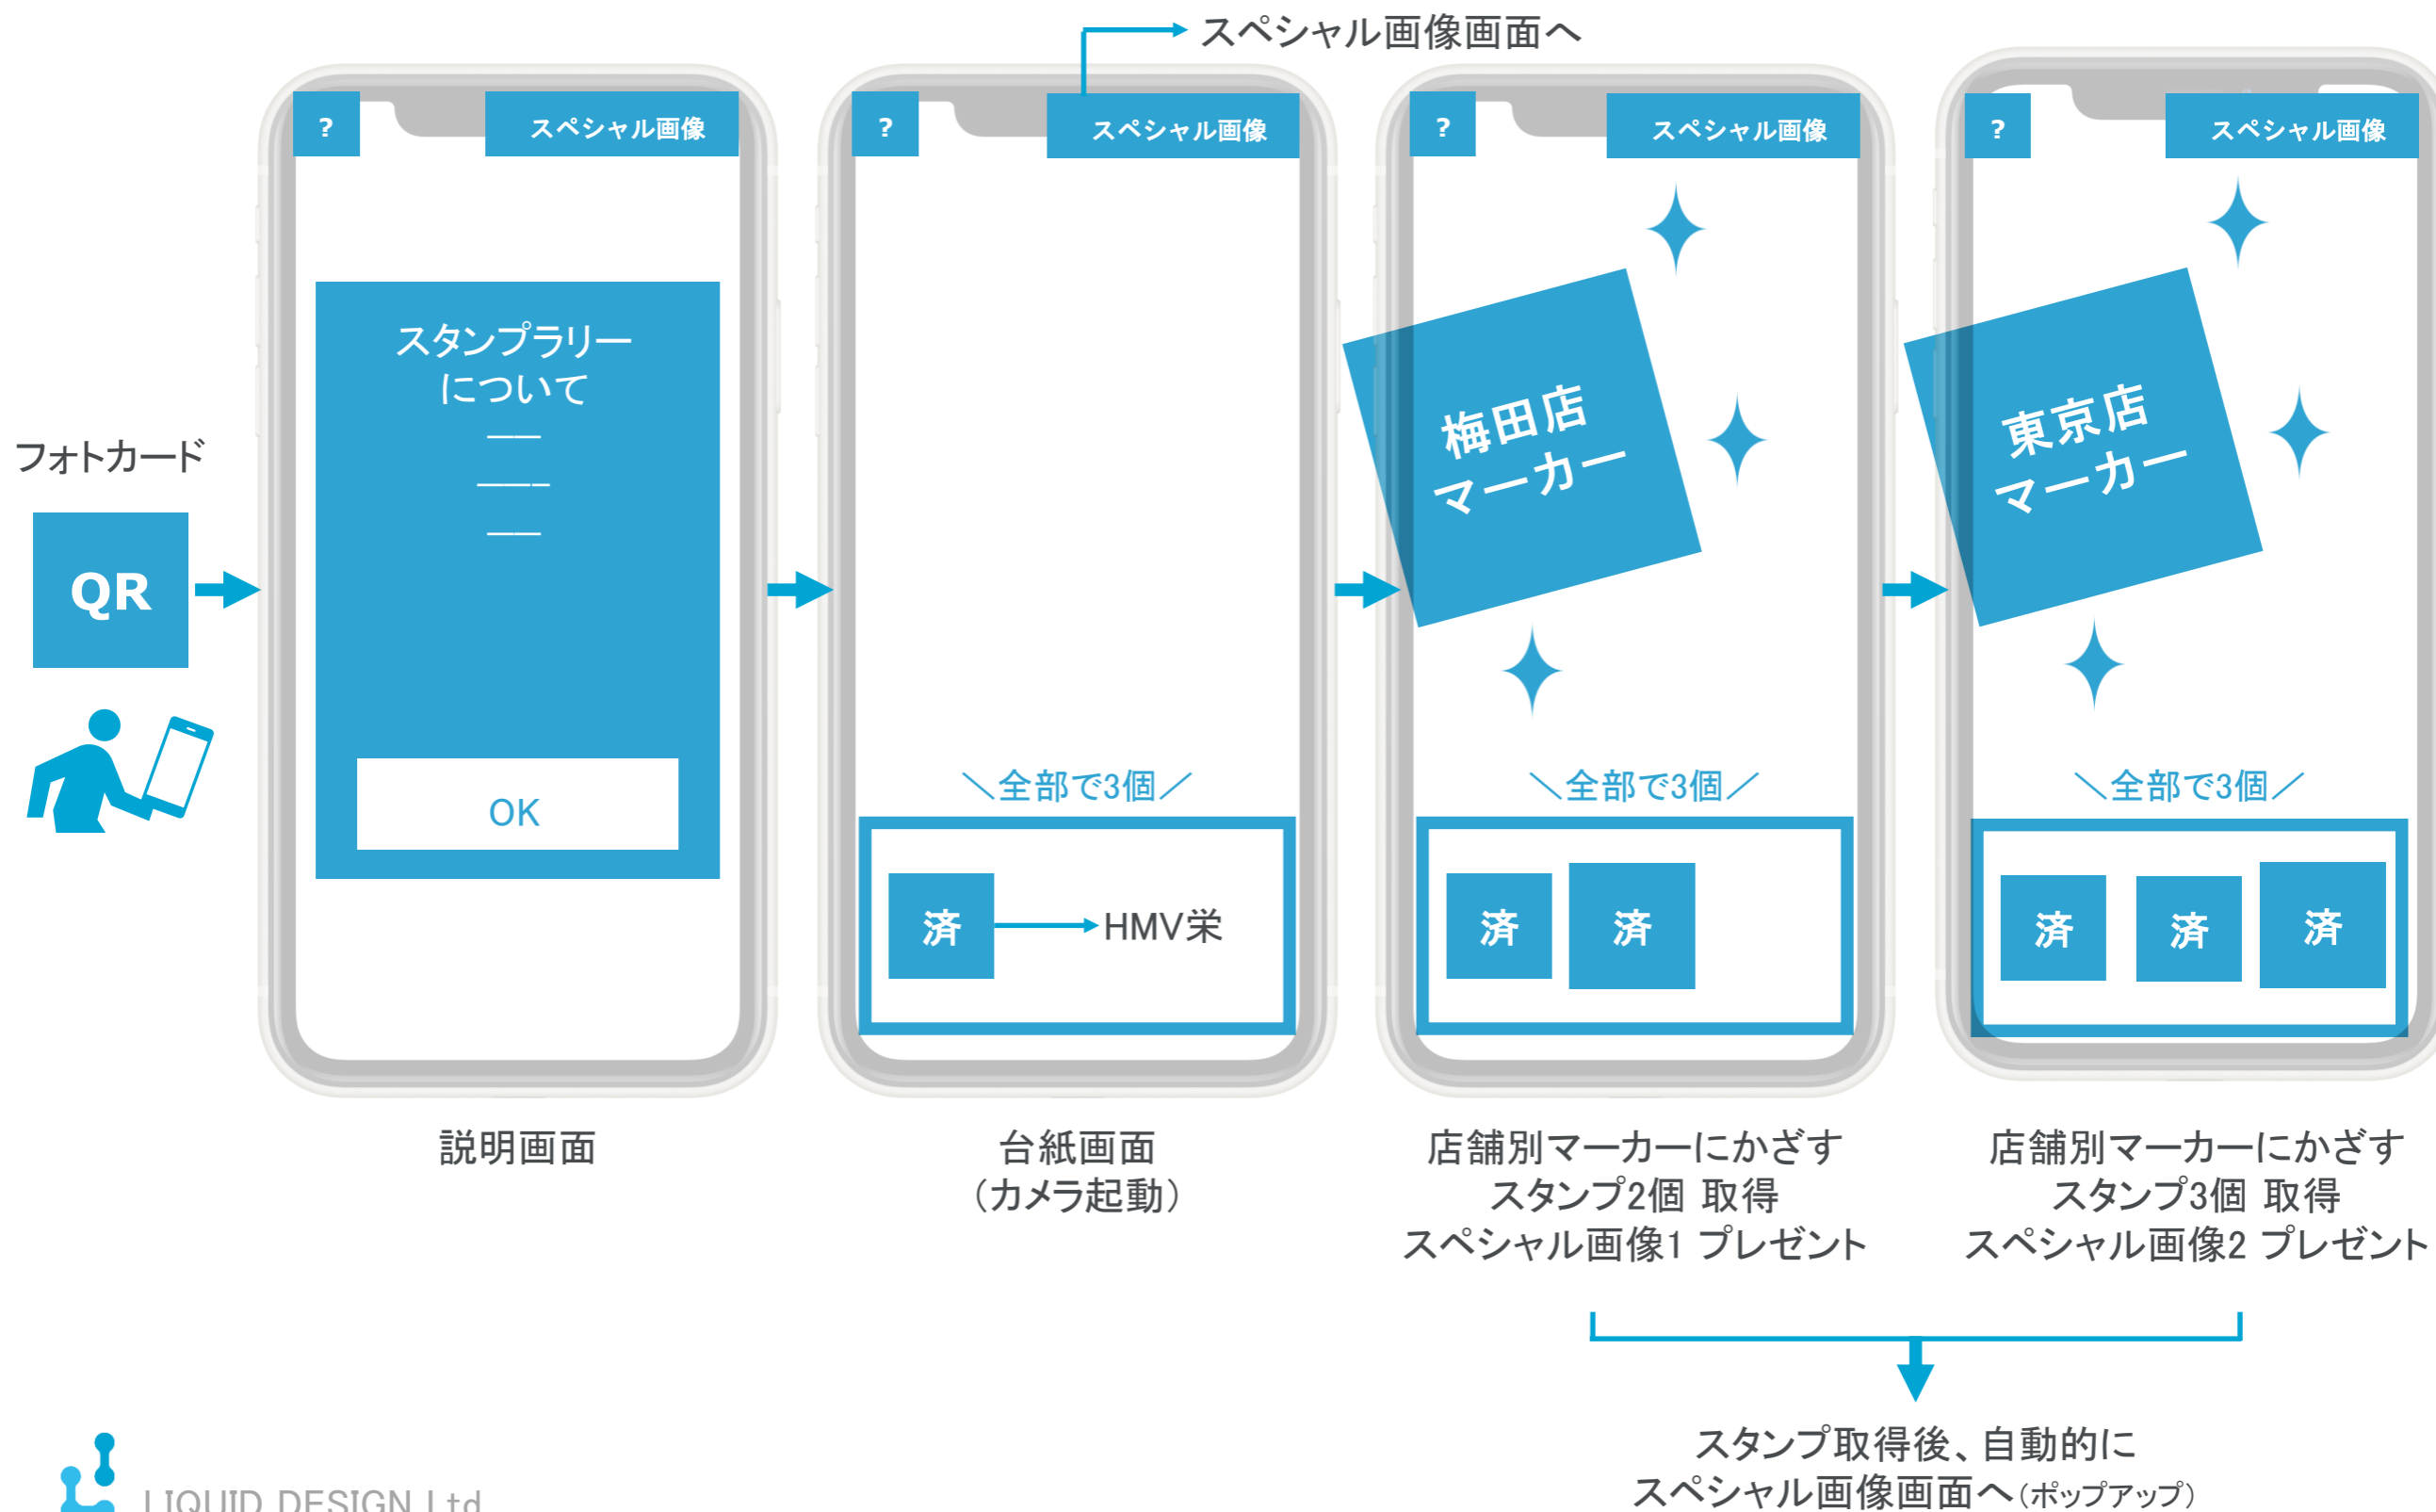 スペシャル画像画面へ
?
スペシャル画像
?
スペシャル画像
?
スペシャル画像
?
スペシャル画像
フォトカード
QR
スタンプラリー
について
OK
梅田店
マーカー
東京店
マーカー
＼全部で3個／
＼全部で3個／
＼全部で3個／
済
HMV栄
済
済
済
済
済
説明画面
台紙画面
（カメラ起動）
店舗別マーカーにかざす
スタンプ2個 取得
スペシャル画像1 プレゼント
店舗別マーカーにかざす
スタンプ3個 取得
スペシャル画像2 プレゼント
スタンプ取得後、自動的に
スペシャル画像画面へ（ポップアップ）
LIQUID DESIGN Ltd